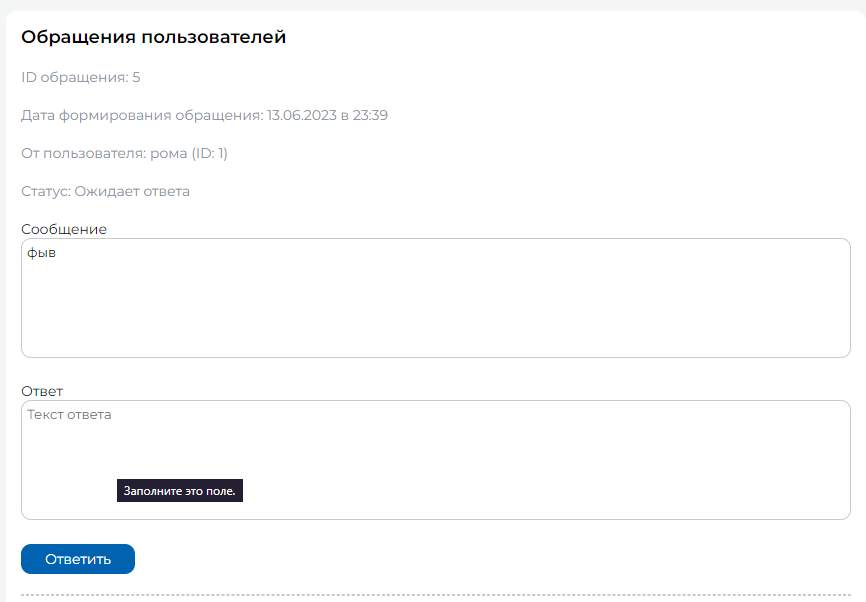 Обращения пользователей
ID обращения: 5
Дата формирования обращения: 13.06.2023 в 23:39
От пользователя: рома (ID: 1)
Статус: Ожидает ответа
Сообщение
фыв
Ответ
Текст ответа
Заполните это поле.
Ответить